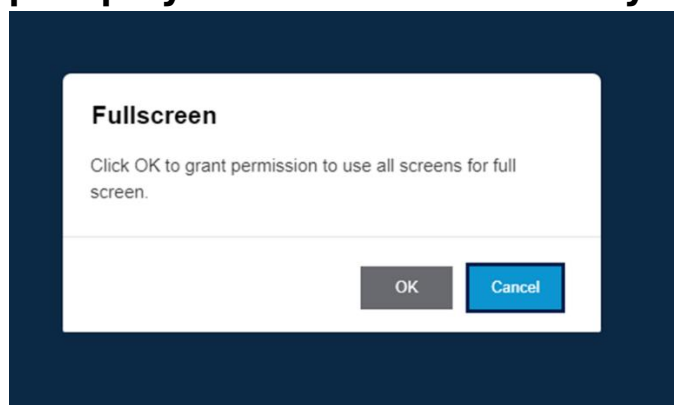 Fullscreen
Click OK to grant permission to use all screens for full
screen.
OK Cancel